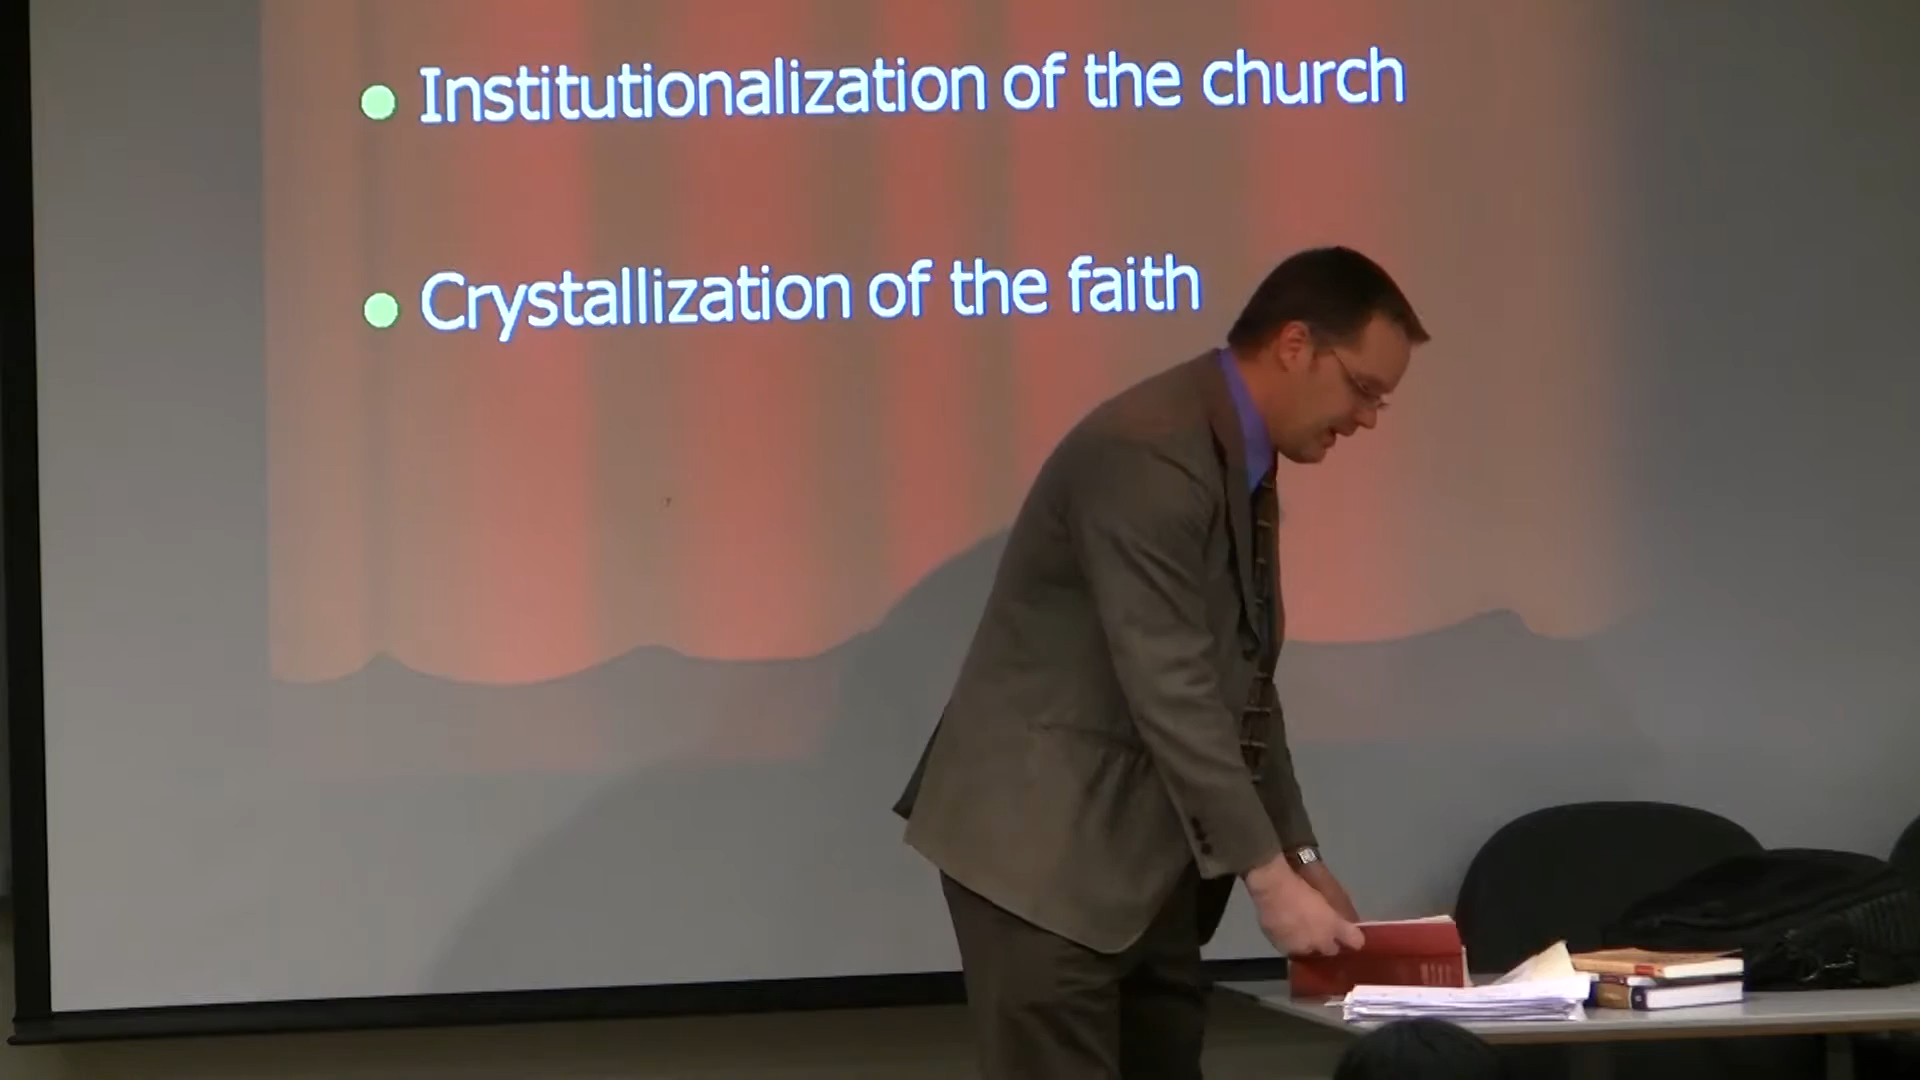 Institutionalization of the church
Crystallization of the faith